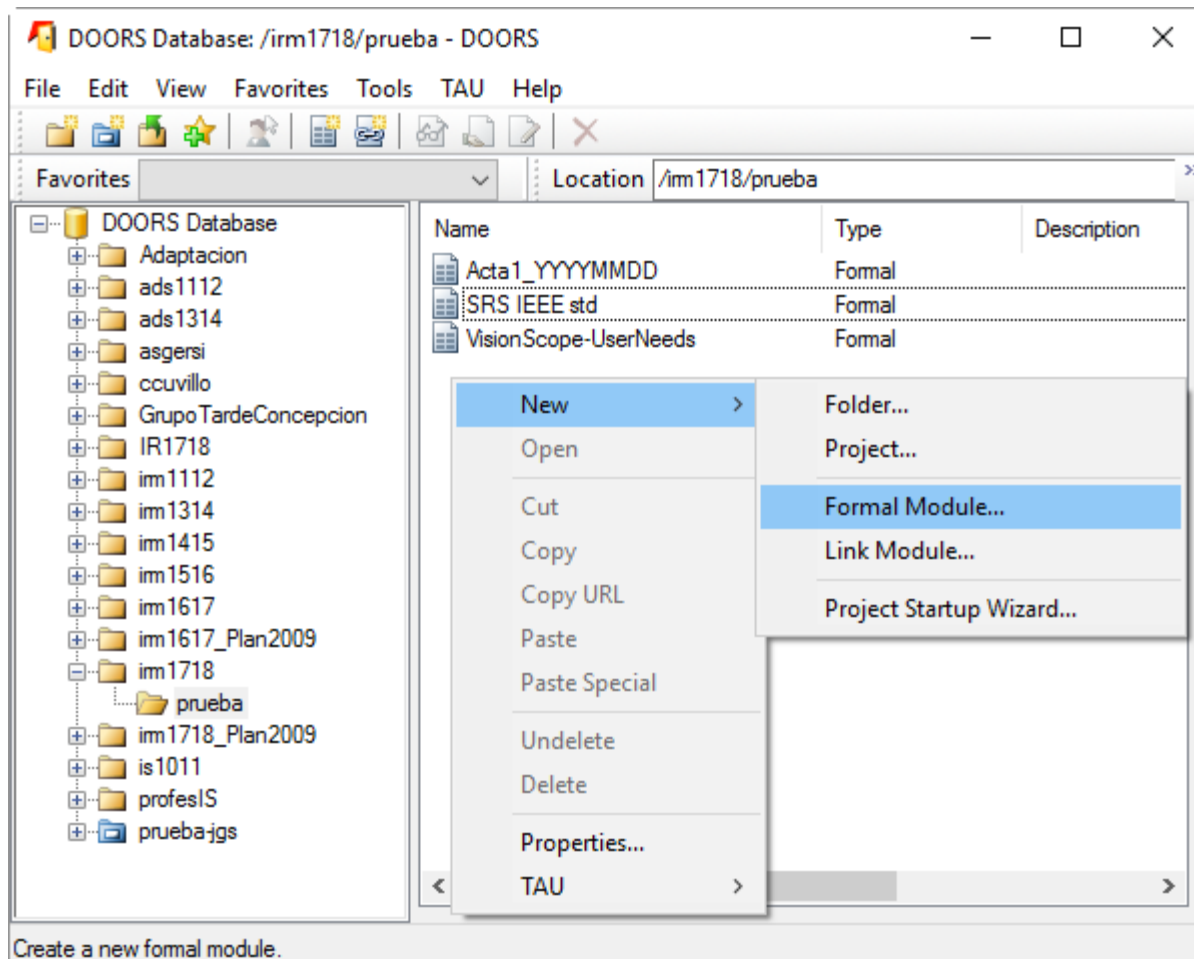 DOORS Database: /irm1718/prueba - DOORS
File Edit View Favorites Tools TAU Help
Favorites Location /irm1718/prueba
DOORS Database
Adaptacion
ads1112
ads1314
asgersi
ccuvillo
GrupoTardeConcepcion
IR1718
irm1112
irm1314
irm1415
irm1516
irm1617
irm1617_Plan2009
irm1718
prueba
irm1718_Plan2009
is1011
profesIS
prueba-jgs
Name Type Description
Acta1_YYYYMMDD Formal
SRS IEEE std Formal
VisionScope-UserNeeds Formal
New
Open
Cut
Copy
Copy URL
Paste
Paste Special
Undelete
Delete
Properties...
TAU
Folder...
Project...
Formal Module...
Link Module...
Project Startup Wizard...
Create a new formal module.